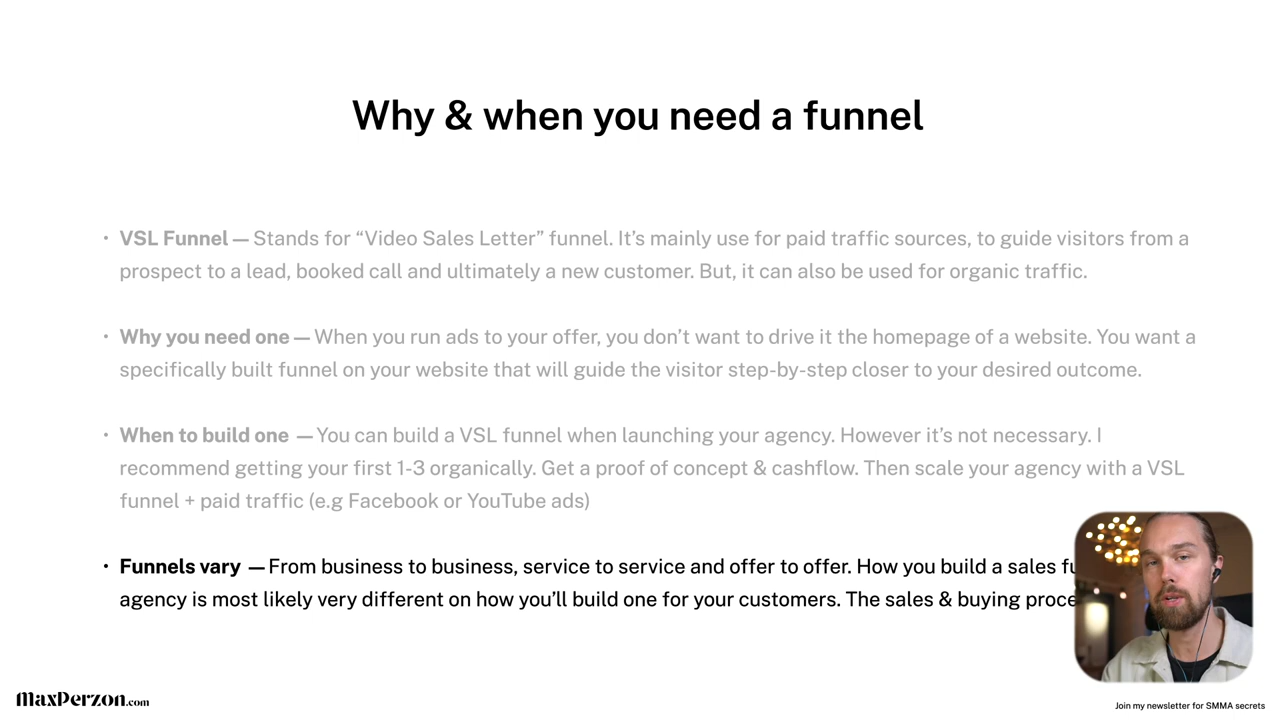 Why & when you need a funnel
• VSL Funnel — Stands for “Video Sales Letter” funnel. It’s mainly use for paid traffic sources, to guide visitors from a
prospect to a lead, booked call and ultimately a new customer. But, it can also be used for organic traffic.
• Why you need one — When you run ads to your offer, you don’t want to drive it the homepage of a website. You want a
specifically built funnel on your website that will guide the visitor step-by-step closer to your desired outcome.
• When to build one — You can build a VSL funnel when launching your agency. However it’s not necessary. I
recommend getting your first 1-3 organically. Get a proof of concept & cashflow. Then scale your agency with a VSL
funnel + paid traffic (e.g Facebook or YouTube ads)
• Funnels vary — From business to business, service to service and offer to offer. How you build a sales
agency is most likely very different on how you’ll build one for your customers. The sales & buying
MaxPerzon.com
Join my newsletter for SMMA secrets